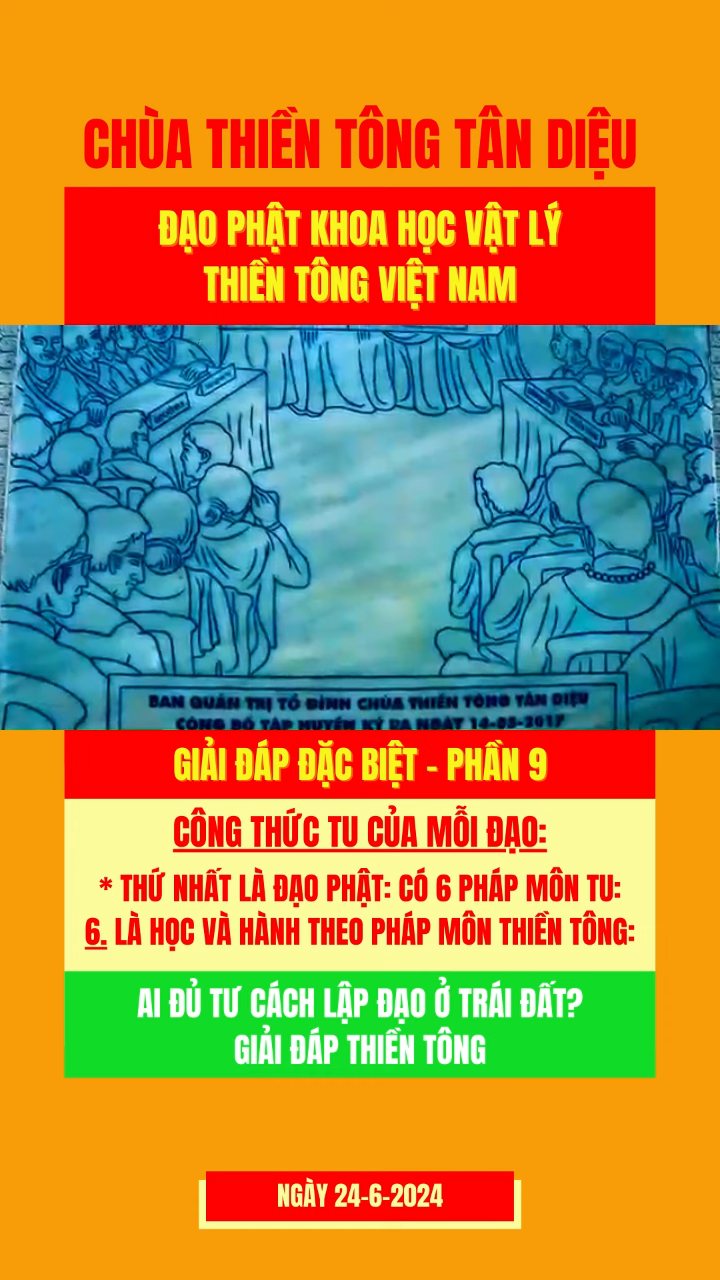 CHÙA THIỀN TÔNG TÂN DIỆU
ĐẠO PHẬT KHOA HỌC VẬT LÝ
THIỀN TÔNG VIỆT NAM
BAN QUẢN TRỊ TỔ ĐÌNH CHÙA THIỀN TÔNG TÂN DIỆU
CÔNG BỐ TẬP HUYỀN KÝ RA NGÀY 14-05-2017
GIẢI ĐÁP ĐẶC BIỆT - PHẦN 9
CÔNG THỨC TU CỦA MỖI ĐẠO:
* THỨ NHẤT LÀ ĐẠO PHẬT: CÓ 6 PHÁP MÔN TU:
6. LÀ HỌC VÀ HÀNH THEO PHÁP MÔN THIỀN TÔNG:
AI ĐỦ TƯ CÁCH LẬP ĐẠO Ở TRÁI ĐẤT?
GIẢI ĐÁP THIỀN TÔNG
NGÀY 24-6-2024